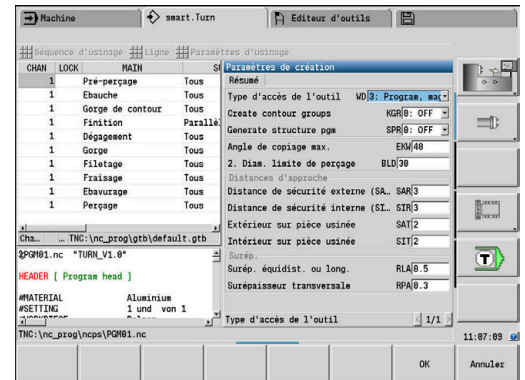 Machine
smart.Turn
Editeur d'outils
Séquence d'usinage
Ligne
Paramètres d'usinage
CHAN LOCK MAIN
1 Pré-perçage Tous
1 Ebauche Tous
1 Gorge de contour Tous
1 Finition Parallè
1 Dégagement Tous
1 Gorge Tous
1 Filetage Tous
1 Fraisage Tous
1 Ebavurage Tous
1 Perçage Tous
Cha… … TNC:\nc_prog\gtb\default.gtb
PGM01.nc "TURN_V1.0"
HEADER [ Program head ]
#MATERIAL Aluminium
#SETTING 1 und von 1
TNC:\nc_prog\ncps\PGM01.nc
Paramètres de création
Résumé
Type d'accès de l'outil WD 3: Program, mag
Create contour groups KGR 0: OFF
Generate structure pgm SPR 0: OFF
Angle de copiage max. EKW 40
2. Diam. limite de perçage BLD 30
Distances d'approche
Distance de sécurité externe (SA… SAR 3
Distance de sécurité interne (SI… SIR 3
Extérieur sur pièce usinée SAT 2
Intérieur sur pièce usinée SIT 2
Surép.
Surép. équidist. ou long. RLA 0.5
Surépaisseur transversale RPA 0.3
Type d'accès de l'outil 1/1
T
11:07:09
OK
Annuler